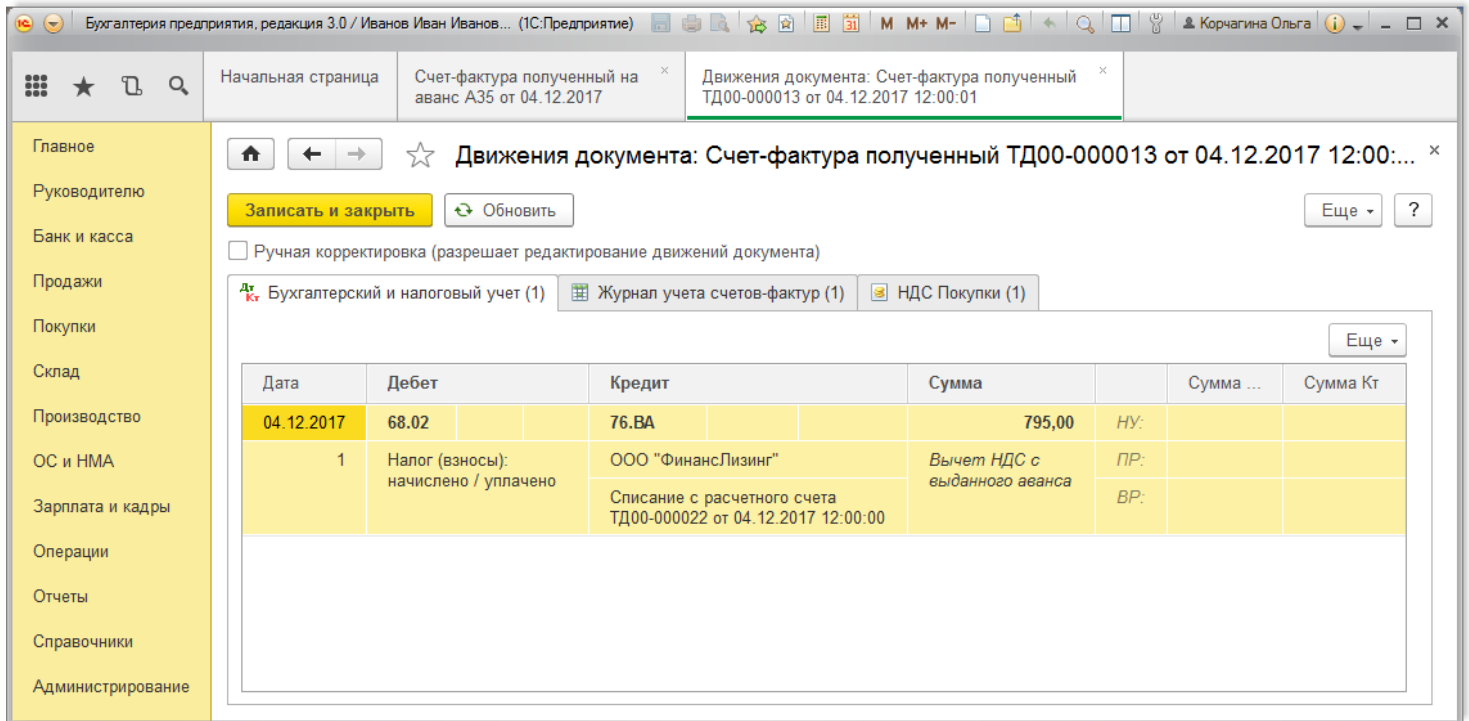 Бухгалтерия предприятия, редакция 3.0 / Иванов Иван Иванов... (1С:Предприятие) M M+ M- Корчагина Ольга
Начальная страница
Счет-фактура полученный на
аванс А35 от 04.12.2017
Движения документа: Счет-фактура полученный
ТД00-000013 от 04.12.2017 12:00:01
Главное
Руководителю
Банк и касса
Продажи
Покупки
Склад
Производство
ОС и НМА
Зарплата и кадры
Операции
Отчеты
Справочники
Администрирование
Движения документа: Счет-фактура полученный ТД00-000013 от 04.12.2017 12:00:...
Записать и закрыть Обновить Еще ?
Ручная корректировка (разрешает редактирование движений документа)
Дт Кт Бухгалтерский и налоговый учет (1) Журнал учета счетов-фактур (1) НДС Покупки (1)
Еще
Дата Дебет Кредит Сумма Сумма ... Сумма Кт
04.12.2017 68.02 76.ВА 795,00 НУ:
1 Налог (взносы): ООО "ФинансЛизинг" Вычет НДС с ПР:
начислено / уплачено выданного аванса
Списание с расчетного счета ВР:
ТД00-000022 от 04.12.2017 12:00:00